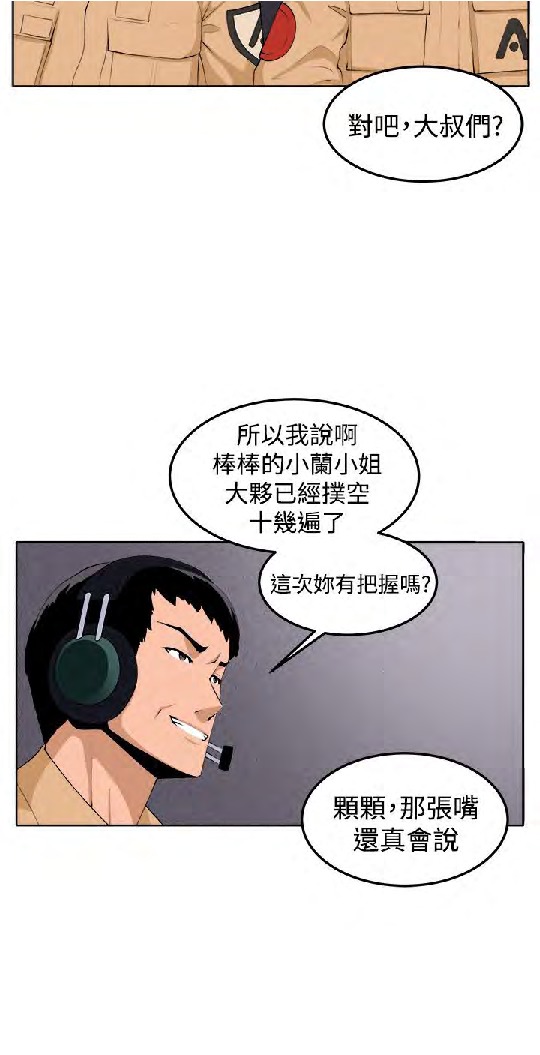 對吧，大叔們?
所以我說啊
棒棒的小蘭小姐
大夥已經撲空
十幾遍了
這次妳有把握嗎?
顆顆，那張嘴
還真會說